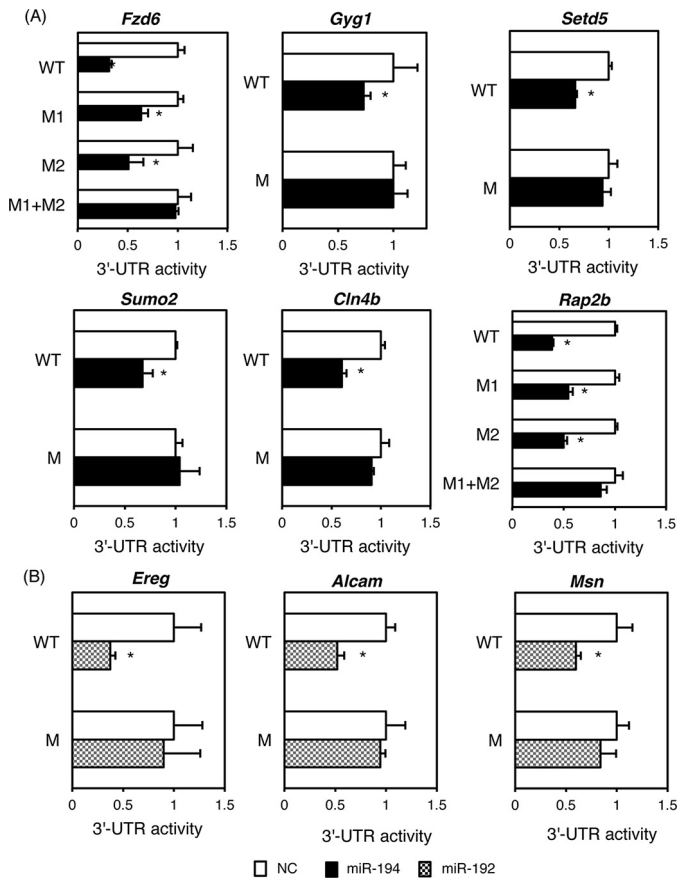 (A)
Fzd6
WT
*
M1
*
M2
*
M1+M2
0 0.5 1 1.5
3'-UTR activity
Gyg1
WT
*
M
0 0.5 1
3'-UTR activity
Setd5
WT
*
M
0 0.5 1 1.5
3'-UTR activity
Sumo2
WT
*
M
0 0.5 1 1.5
3'-UTR activity
Cln4b
WT
*
M
0 0.5 1 1.5
3'-UTR activity
Rap2b
WT
*
M1
*
M2
*
M1+M2
0 0.5 1 1.5
3'-UTR activity
(B)
Ereg
WT
*
M
0 0.5 1 1.5
3'-UTR activity
Alcam
WT
*
M
0 0.5 1 1.5
3'-UTR activity
Msn
WT
*
M
0 0.5 1 1.5
3'-UTR activity
NC miR-194 miR-192